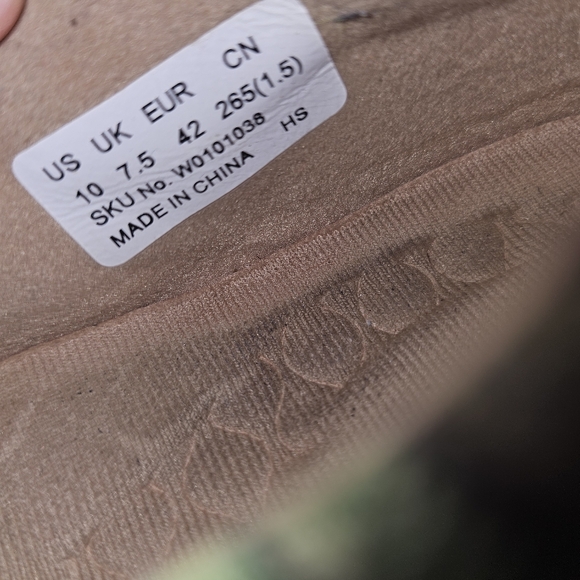 US UK EUR CN
10 7.5 42 265(1.5)
SKU No. W0101038 HS
MADE IN CHINA